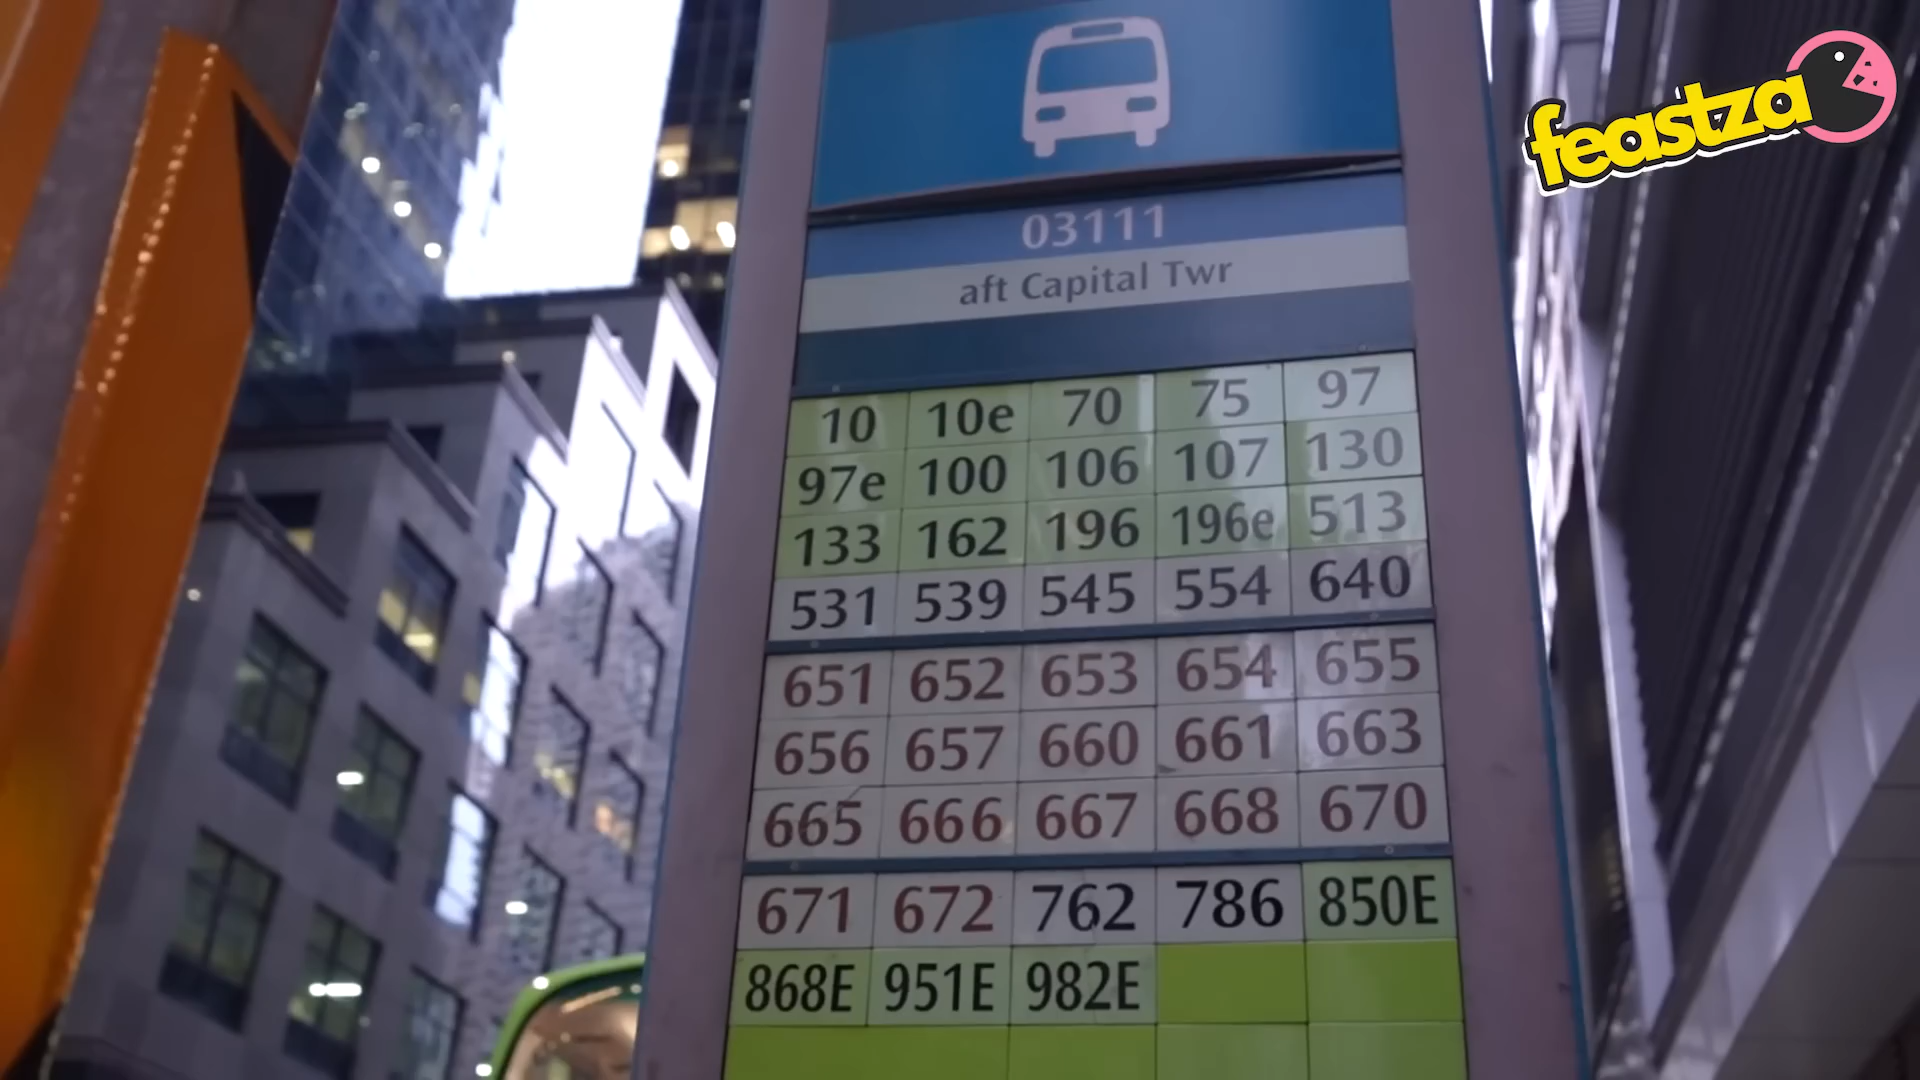 feastza
03111
aft Capital Twr
10 10e 70 75 97
97e 100 106 107 130
133 162 196 196e 513
531 539 545 554 640
651 652 653 654 655
656 657 660 661 663
665 666 667 668 670
671 672 762 786 850E
868E 951E 982E